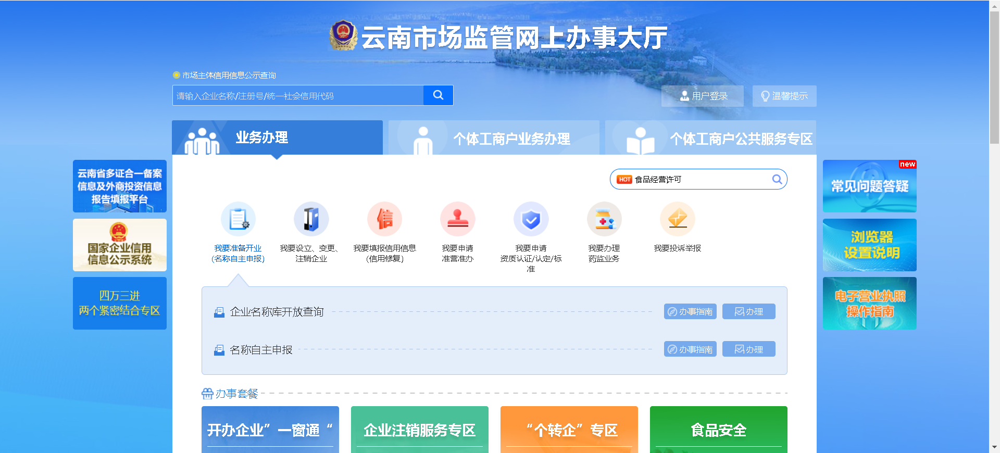 云南市场监管网上办事大厅
市场主体信用信息公示查询
请输入企业名称/注册号/统一社会信用代码
用户登录
温馨提示
业务办理
个体工商户业务办理
个体工商户公共服务专区
云南省多证合一备案
信息及外商投资信息
报告填报平台
国家企业信用
信息公示系统
四万三进
两个紧密结合专区
HOT 食品经营许可
我要准备开业
(名称自主申报)
我要设立、变更、
注销企业
我要填报信用信息
(信用修复)
我要申请
准营准办
我要申请
资质认证/认定/标
准
我要办理
药监业务
我要投诉举报
企业名称库开放查询
办事指南
办理
名称自主申报
办事指南
办理
办事套餐
开办企业”一窗通“
企业注销服务专区
“个转企”专区
食品安全
new
常见问题答疑
浏览器
设置说明
电子营业执照
操作指南